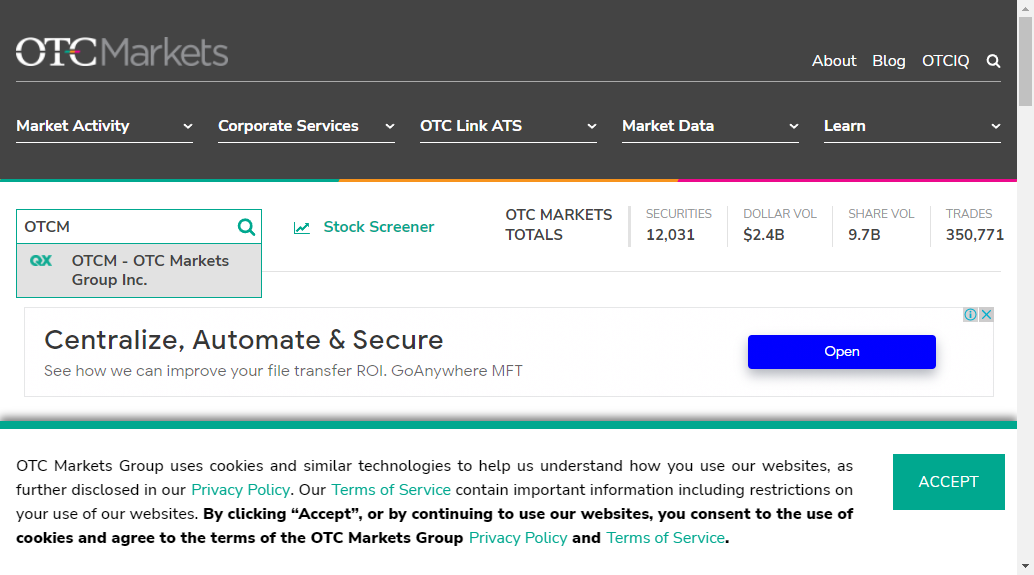 OTCMarkets
About Blog OTCIQ
Market Activity Corporate Services OTC Link ATS Market Data Learn
OTCM
Stock Screener
OTC MARKETS
TOTALS
SECURITIES DOLLAR VOL SHARE VOL TRADES
12,031 $2.4B 9.7B 350,771
QX OTCM - OTC Markets
Group Inc.
Centralize, Automate & Secure
See how we can improve your file transfer ROI. GoAnywhere MFT
Open
OTC Markets Group uses cookies and similar technologies to help us understand how you use our websites, as
further disclosed in our Privacy Policy. Our Terms of Service contain important information including restrictions on
your use of our websites. By clicking “Accept”, or by continuing to use our websites, you consent to the use of
cookies and agree to the terms of the OTC Markets Group Privacy Policy and Terms of Service.
ACCEPT